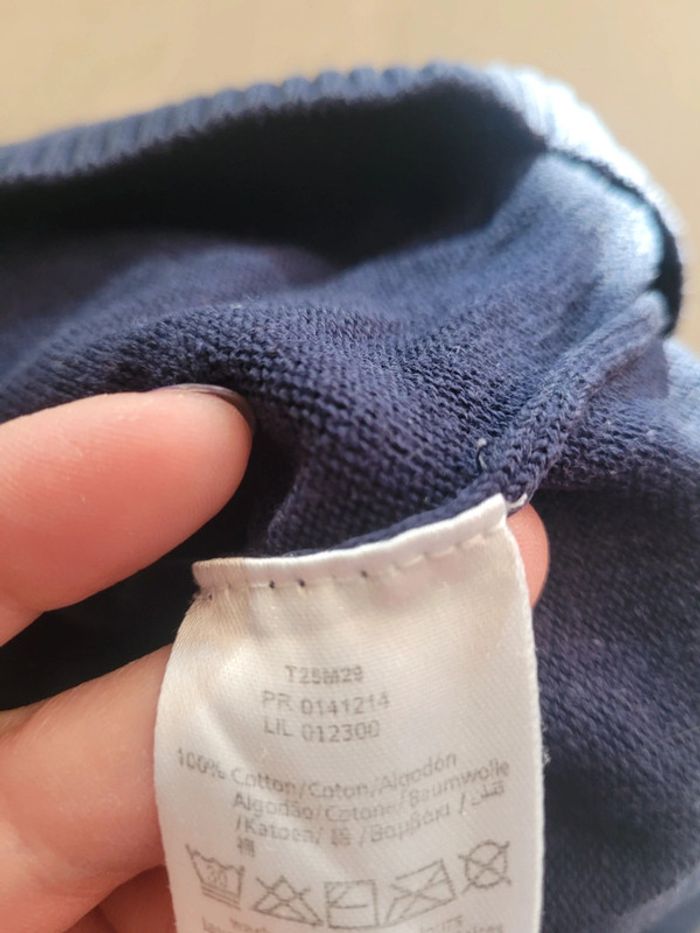 T25M29
PR 0141214
LIL 012300
100% Cotton/Coton/Algodón
Algodão/Cotone/Baumwolle
/Katoen/ 棉 /Βαμβάκι /
棉
30